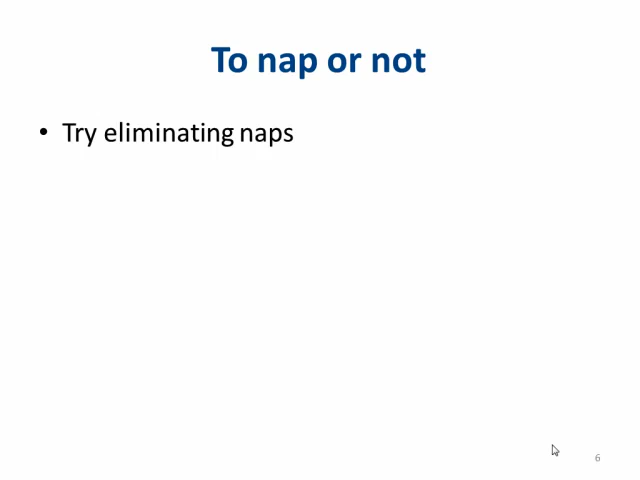 To nap or not
• Try eliminating naps
6